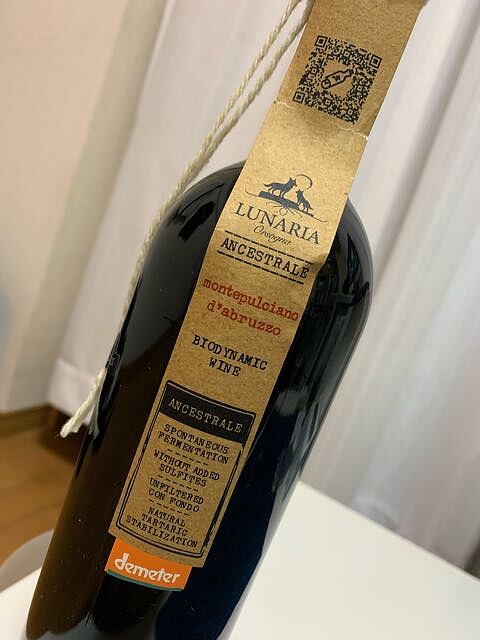 LUNARIA
Orsogna
ANCESTRALE
montepulciano
d'abruzzo
BIODYNAMIC
WINE
ANCESTRALE
SPONTANEOUS
FERMENTATION
WITHOUT ADDED
SULFITES
UNFILTERED
CON FONDO
NATURAL
TARTARIC
STABILIZATION
demeter